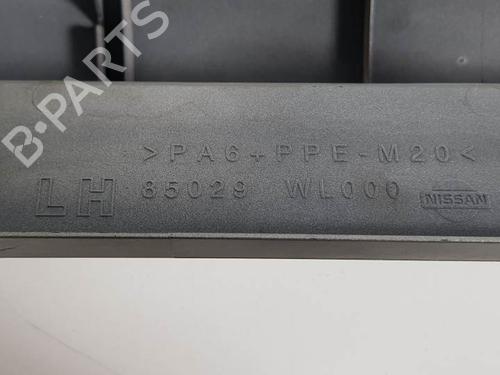 B-PARTS
>PA6+PPE-M20<
LH 85029 WL000 NISSAN